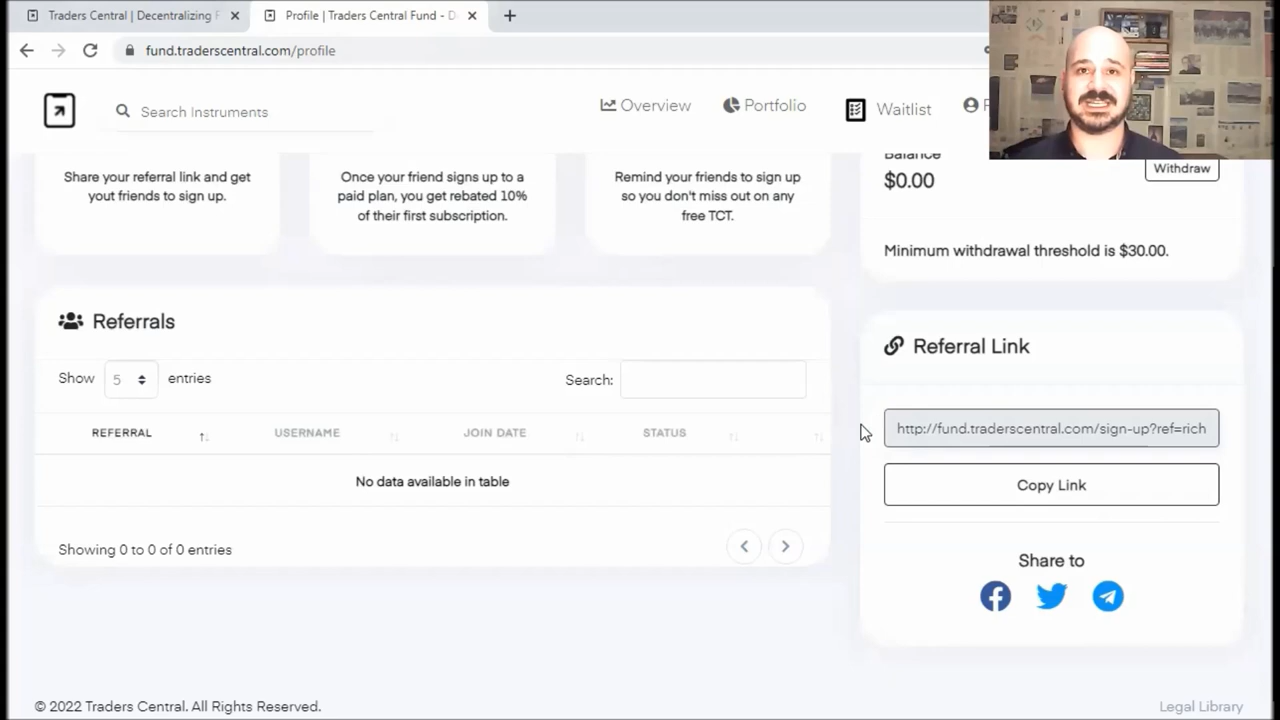 Traders Central | Decentralizing F
Profile | Traders Central Fund - D
fund.traderscentral.com/profile
Search Instruments
Overview
Portfolio
Waitlist
Share your referral link and get
yout friends to sign up.
Once your friend signs up to a
paid plan, you get rebated 10%
of their first subscription.
Remind your friends to sign up
so you don't miss out on any
free TCT.
Balance
$0.00
Withdraw
Minimum withdrawal threshold is $30.00.
Referrals
Show 5 entries
Search:
REFERRAL USERNAME JOIN DATE STATUS
No data available in table
Showing 0 to 0 of 0 entries
Referral Link
http://fund.traderscentral.com/sign-up?ref=rich
Copy Link
Share to
© 2022 Traders Central. All Rights Reserved.
Legal Library